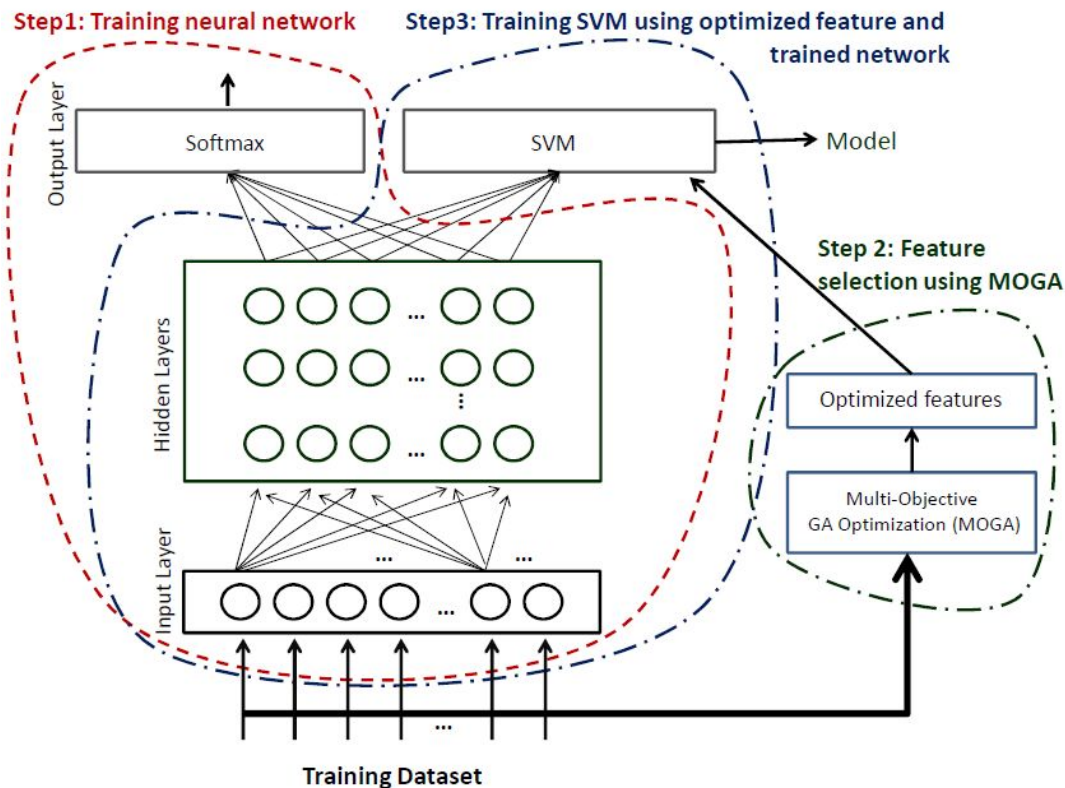 Step1: Training neural network
Step3: Training SVM using optimized feature and
trained network
Output Layer
Softmax
SVM
Model
Step 2: Feature
selection using MOGA
Hidden Layers
...
...
...
...
Optimized features
Multi-Objective
GA Optimization (MOGA)
Input Layer
... ...
...
...
Training Dataset